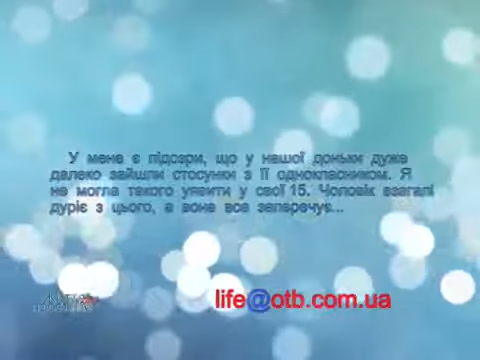 У мене є підозри, що у нашої доньки дуже
далеко зайшли стосунки з її однокласником. Я
не могла такого уявити у свої 15. Чоловік взагалі
дуріє з цього, а вона все заперечує...
life@otb.com.ua